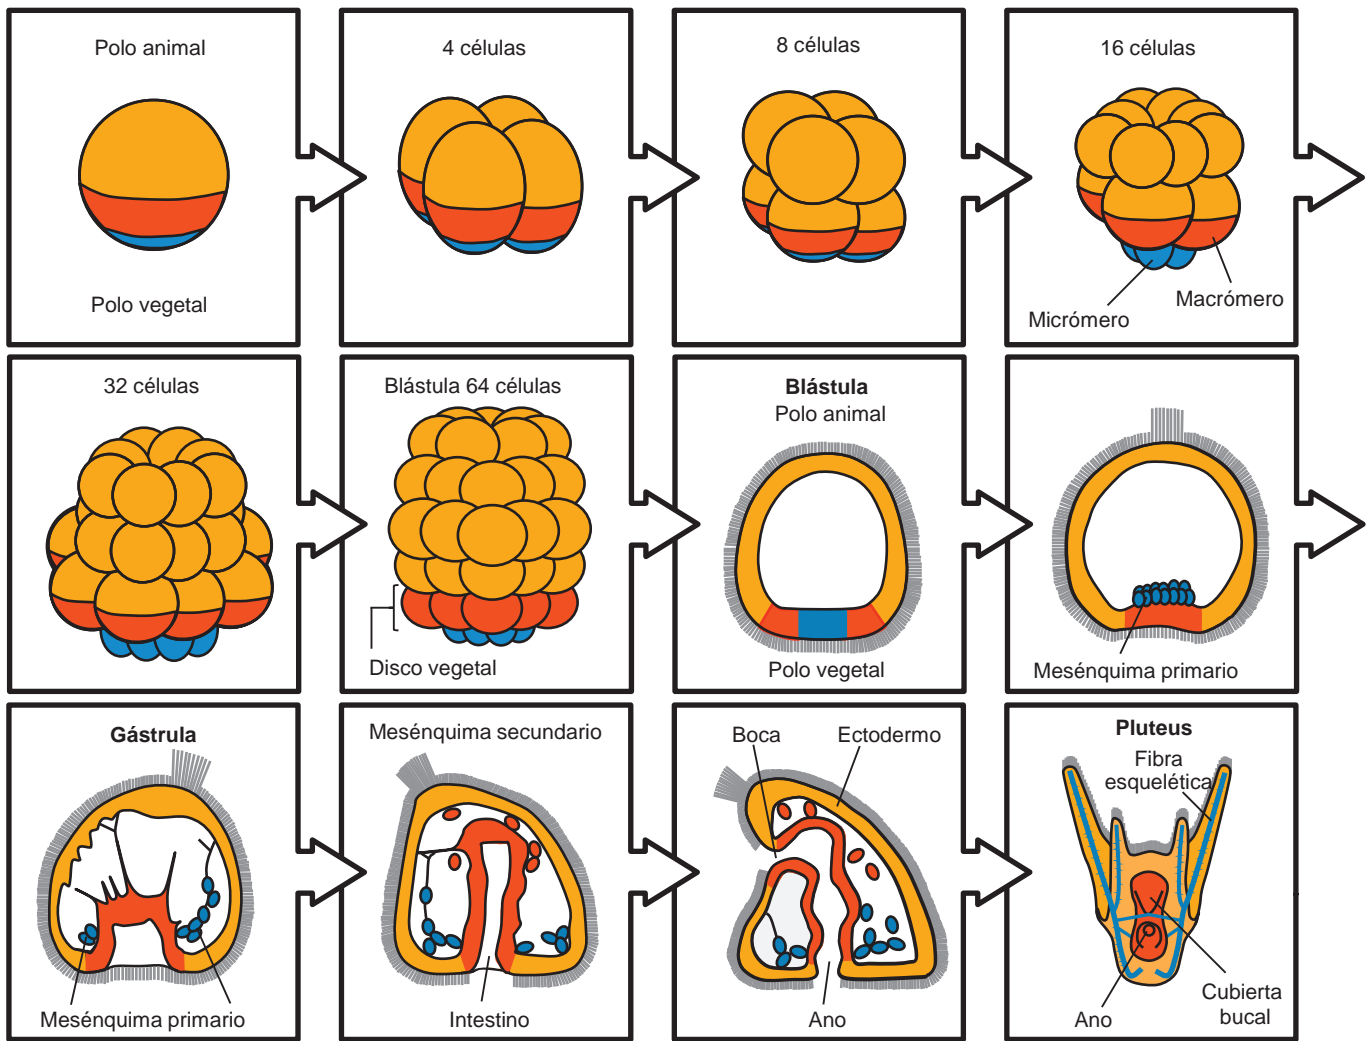 Polo animal
Polo vegetal
4 células
8 células
16 células
Micrómero
Macrómero
32 células
Blástula 64 células
Disco vegetal
Blástula
Polo animal
Polo vegetal
Mesénquima primario
Gástrula
Mesénquima primario
Mesénquima secundario
Intestino
Boca
Ectodermo
Ano
Pluteus
Fibra
esquelética
Ano
Cubierta
bucal